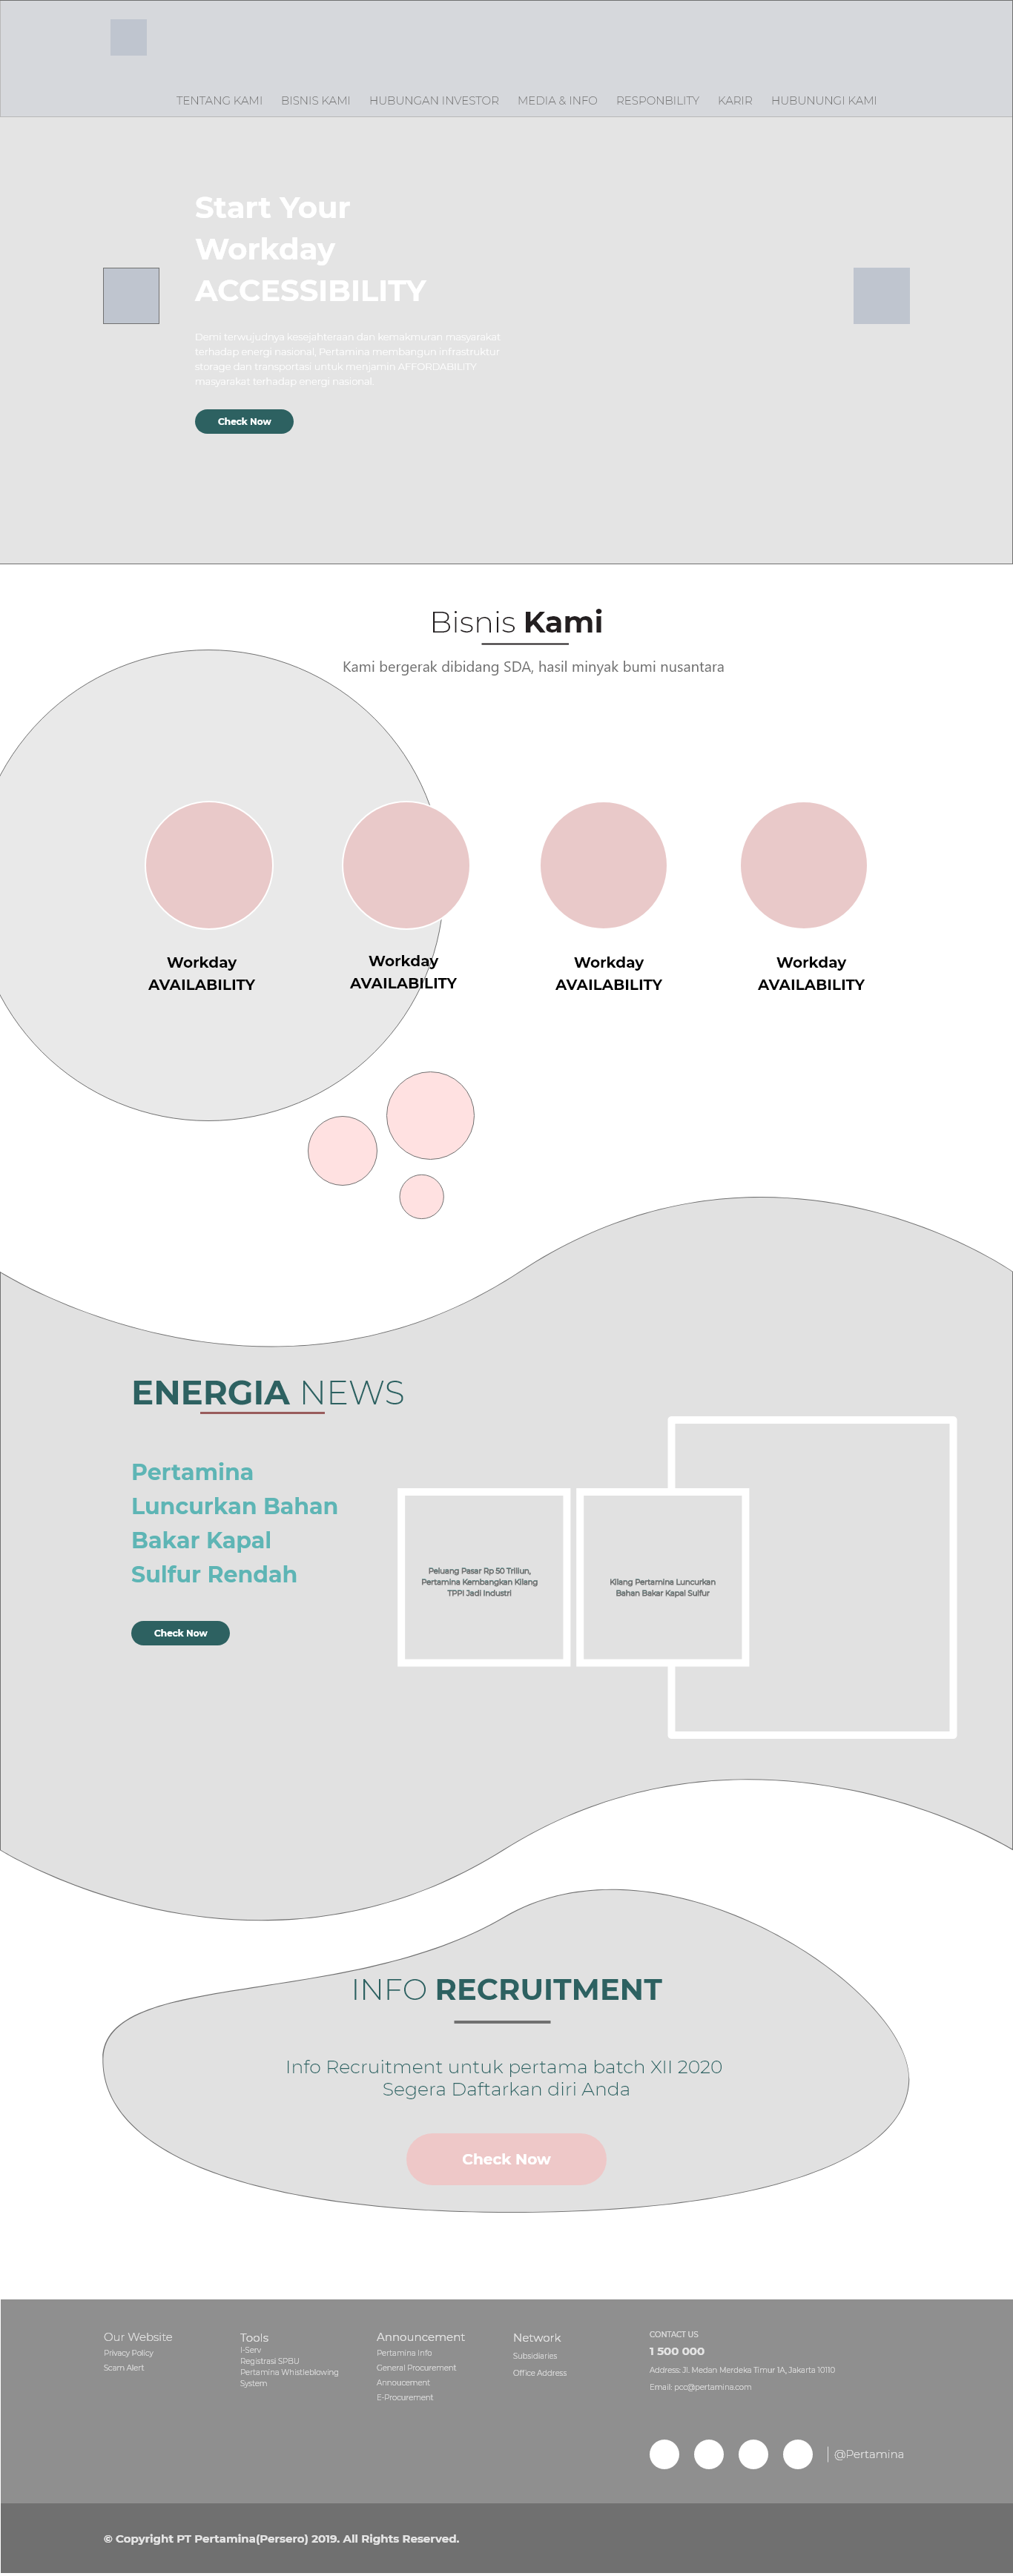 TENTANG KAMI BISNIS KAMI HUBUNGAN INVESTOR MEDIA & INFO RESPONBILITY KARIR HUBUNUNGI KAMI
Start Your
Workday
ACCESSIBILITY
Demi terwujudnya kesejahteraan dan kemakmuran masyarakat
terhadap energi nasional, Pertamina membangun infrastruktur
storage dan transportasi untuk menjamin AFFORDABILITY
masyarakat terhadap energi nasional.
Check Now
Bisnis Kami
Kami bergerak dibidang SDA, hasil minyak bumi nusantara
Workday
AVAILABILITY
Workday
AVAILABILITY
Workday
AVAILABILITY
Workday
AVAILABILITY
ENERGIA NEWS
Pertamina
Luncurkan Bahan
Bakar Kapal
Sulfur Rendah
Check Now
Peluang Pasar Rp 50 Triliun,
Pertamina Kembangkan Kilang
TPPI Jadi Industri
Kilang Pertamina Luncurkan
Bahan Bakar Kapal Sulfur
INFO RECRUITMENT
Info Recruitment untuk pertama batch XII 2020
Segera Daftarkan diri Anda
Check Now
Our Website
Privacy Policy
Scam Alert
Tools
I-Serv
Registrasi SPBU
Pertamina Whistleblowing
System
Announcement
Pertamina Info
General Procurement
Annoucement
E-Procurement
Network
Subsidiaries
Office Address
CONTACT US
1 500 000
Address: Jl. Medan Merdeka Timur 1A, Jakarta 10110
Email: pcc@pertamina.com
@Pertamina
© Copyright PT Pertamina(Persero) 2019. All Rights Reserved.